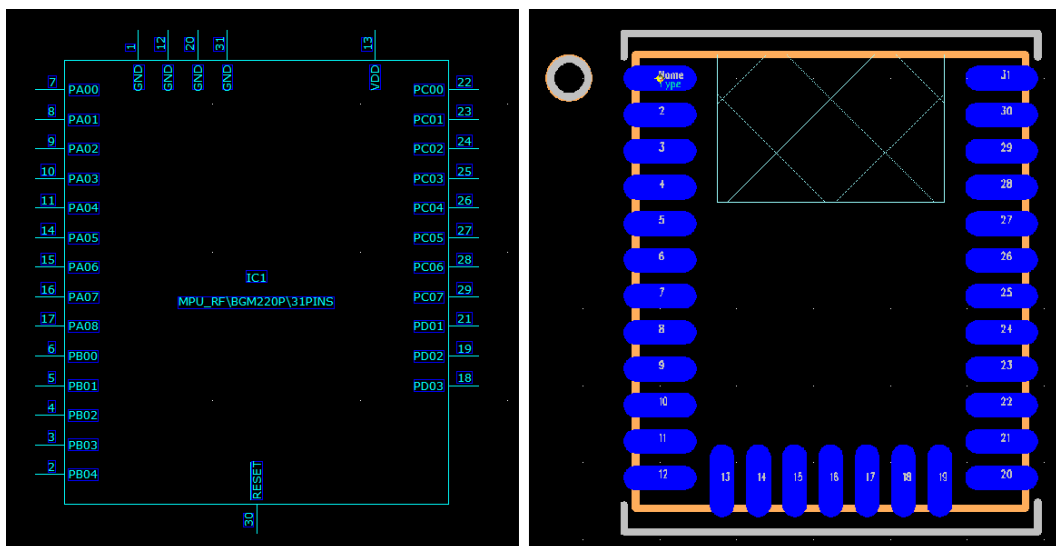 1 12 20 31 13
GND GND GND GND VDD
7 PA00 PC00 22
8 PA01 PC01 23
9 PA02 PC02 24
10 PA03 PC03 25
11 PA04 PC04 26
14 PA05 PC05 27
15 PA06 PC06 28
16 PA07 PC07 29
17 PA08 PD01 21
6 PB00 PD02 19
5 PB01 PD03 18
4 PB02
3 PB03
2 PB04
IC1
MPU_RF\BGM220P\31PINS
RESET
30
Name
Type
31
2 30
3 29
4 28
5 27
6 26
7 25
8 24
9 23
10 22
11 21
12 20
13 14 15 16 17 18 19